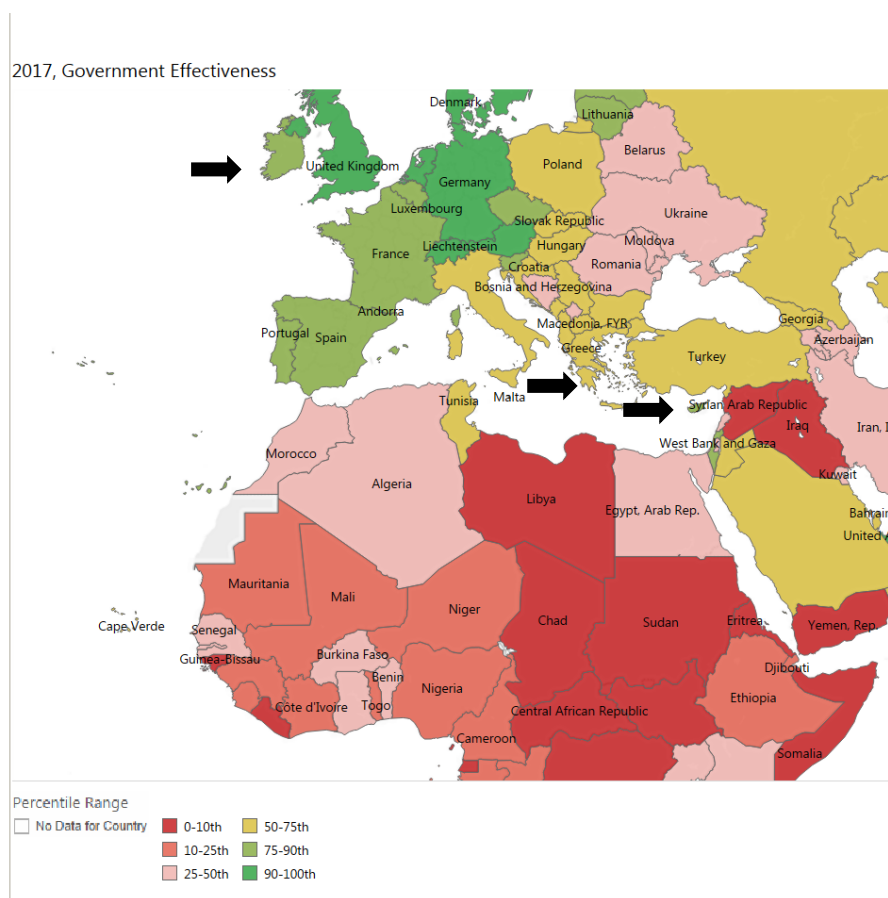 2017, Government Effectiveness
Denmark
Lithuania
Belarus
United Kingdom
Poland
Germany
Luxembourg
Slovak Republic
Ukraine
France
Liechtenstein
Hungary
Moldova
Croatia
Romania
Bosnia and Herzegovina
Andorra
Portugal
Spain
Macedonia, FYR
Georgia
Azerbaijan
Greece
Turkey
Malta
Tunisia
Syrian Arab Republic
Iraq
Iran, I
Morocco
West Bank and Gaza
Algeria
Kuwait
Libya
Egypt, Arab Rep.
Bahrain
United A
Mauritania
Mali
Niger
Chad
Sudan
Eritrea
Yemen, Rep.
Cape Verde
Senegal
Burkina Faso
Guinea-Bissau
Djibouti
Benin
Nigeria
Ethiopia
Côte d'Ivoire
Togo
Central African Republic
Cameroon
Somalia
Percentile Range
No Data for Country
0-10th
50-75th
10-25th
75-90th
25-50th
90-100th